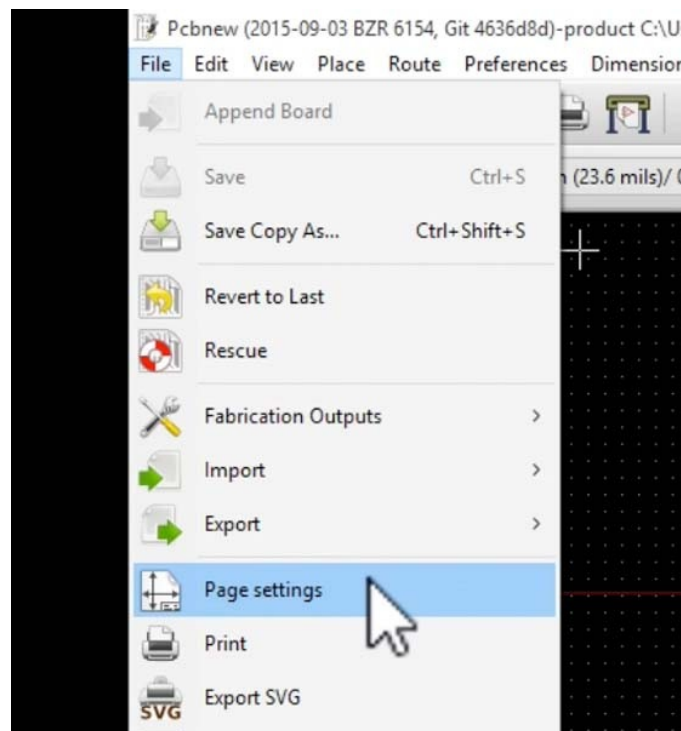 Pcbnew (2015-09-03 BZR 6154, Git 4636d8d)-product C:\U
File Edit View Place Route Preferences Dimension
Append Board
(23.6 mils)/
Save Ctrl+S
Save Copy As... Ctrl+Shift+S
Revert to Last
Rescue
Fabrication Outputs >
Import >
Export >
Page settings
Print
SVG Export SVG